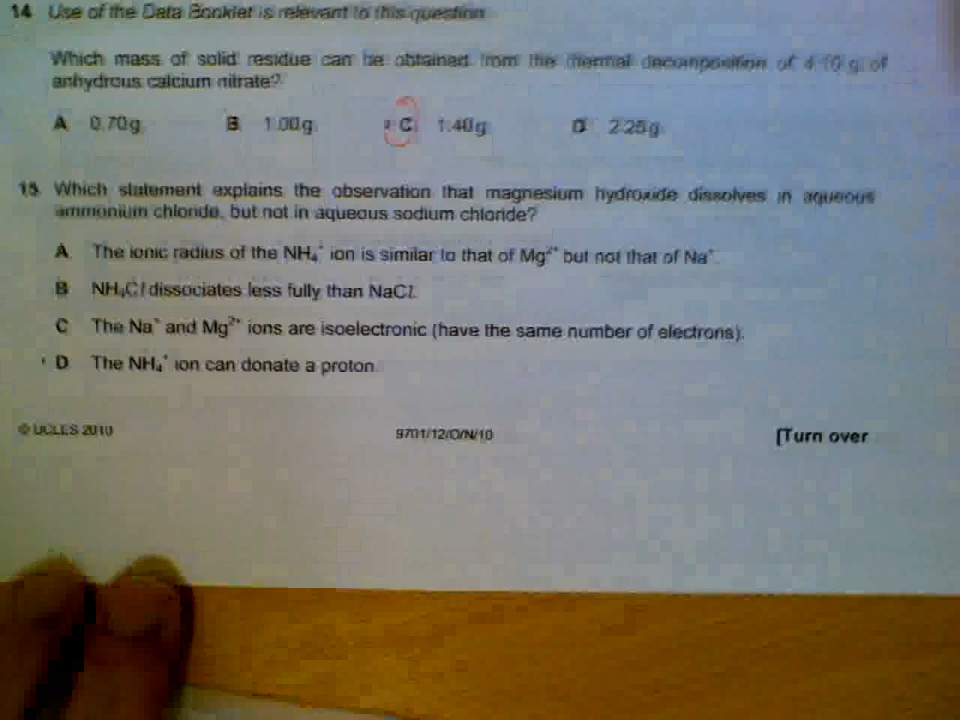 14 Use of the Data Booklet is relevant to this question.
Which mass of solid residue can be obtained from the thermal decomposition of 4.10 g of
anhydrous calcium nitrate?
A 0.70 g B 1.00 g C 1.40 g D 2.25 g
15 Which statement explains the observation that magnesium hydroxide dissolves in aqueous
ammonium chloride, but not in aqueous sodium chloride?
A The ionic radius of the NH₄⁺ ion is similar to that of Mg²⁺ but not that of Na⁺.
B NH₄Cl dissociates less fully than NaCl.
C The Na⁺ and Mg²⁺ ions are isoelectronic (have the same number of electrons).
D The NH₄⁺ ion can donate a proton.
© UCLES 2010 9701/12/O/N/10 [Turn over